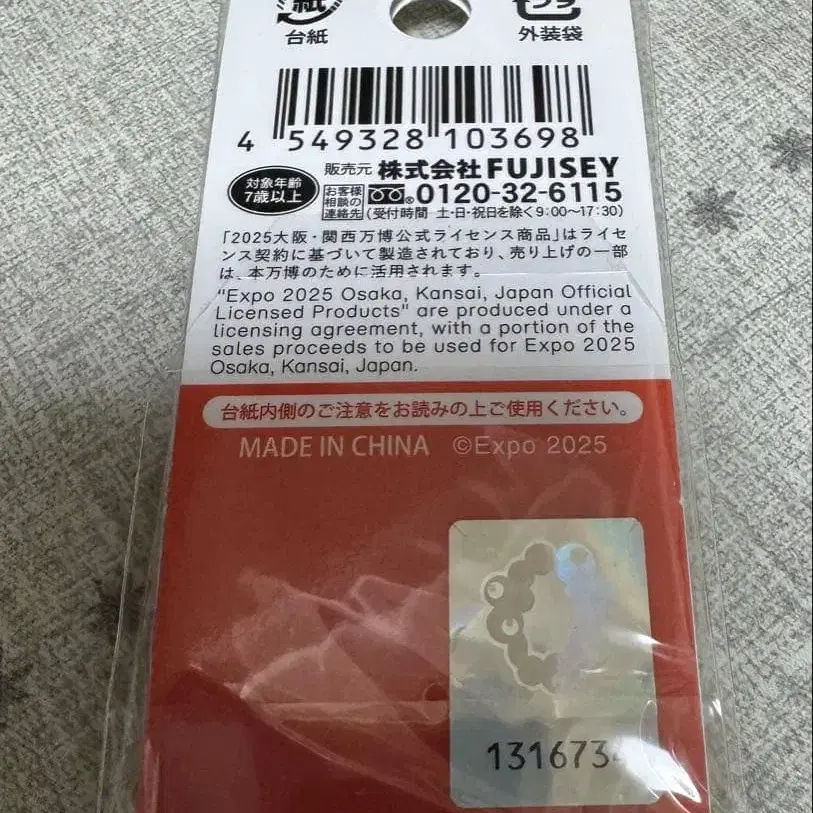 紙
プラ
台紙
外装袋
4 549328 103698
対象年齢
7歳以上
販売元 株式会社 FUJISEY
お客様
相談の
連絡先
0120-32-6115
(受付時間 土・日・祝日を除く9:00〜17:30)
「2025大阪・関西万博公式ライセンス商品」はライセ
ンス契約に基づいて製造されており、売り上げの一部
は、本万博のために活用されます。
"Expo 2025 Osaka, Kansai, Japan Official
Licensed Products" are produced under a
licensing agreement, with a portion of the
sales proceeds to be used for Expo 2025
Osaka, Kansai, Japan.
台紙内側のご注意をお読みの上ご使用ください。
MADE IN CHINA ©Expo 2025